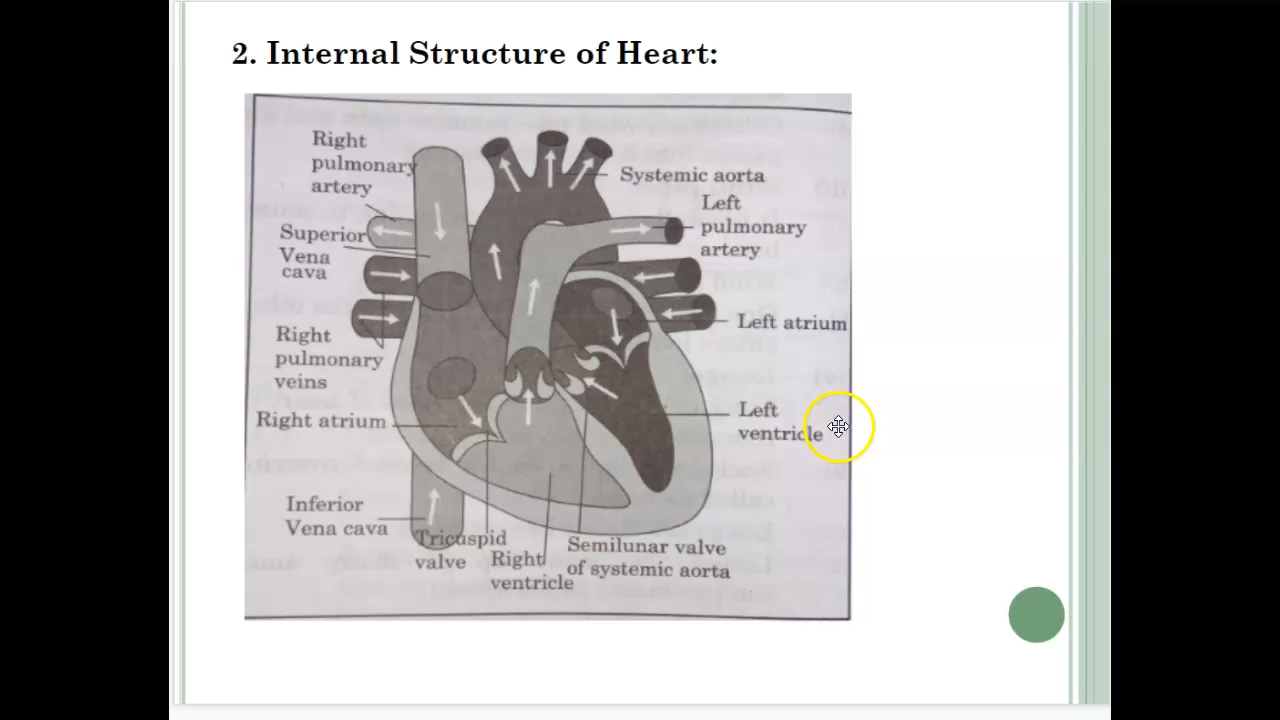 2. Internal Structure of Heart:
Right
pulmonary
artery
Systemic aorta
Left
pulmonary
artery
Superior
Vena
cava
Left atrium
Right
pulmonary
veins
Left
ventricle
Right atrium
Inferior
Vena cava
Tricuspid
valve
Right
ventricle
Semilunar valve
of systemic aorta